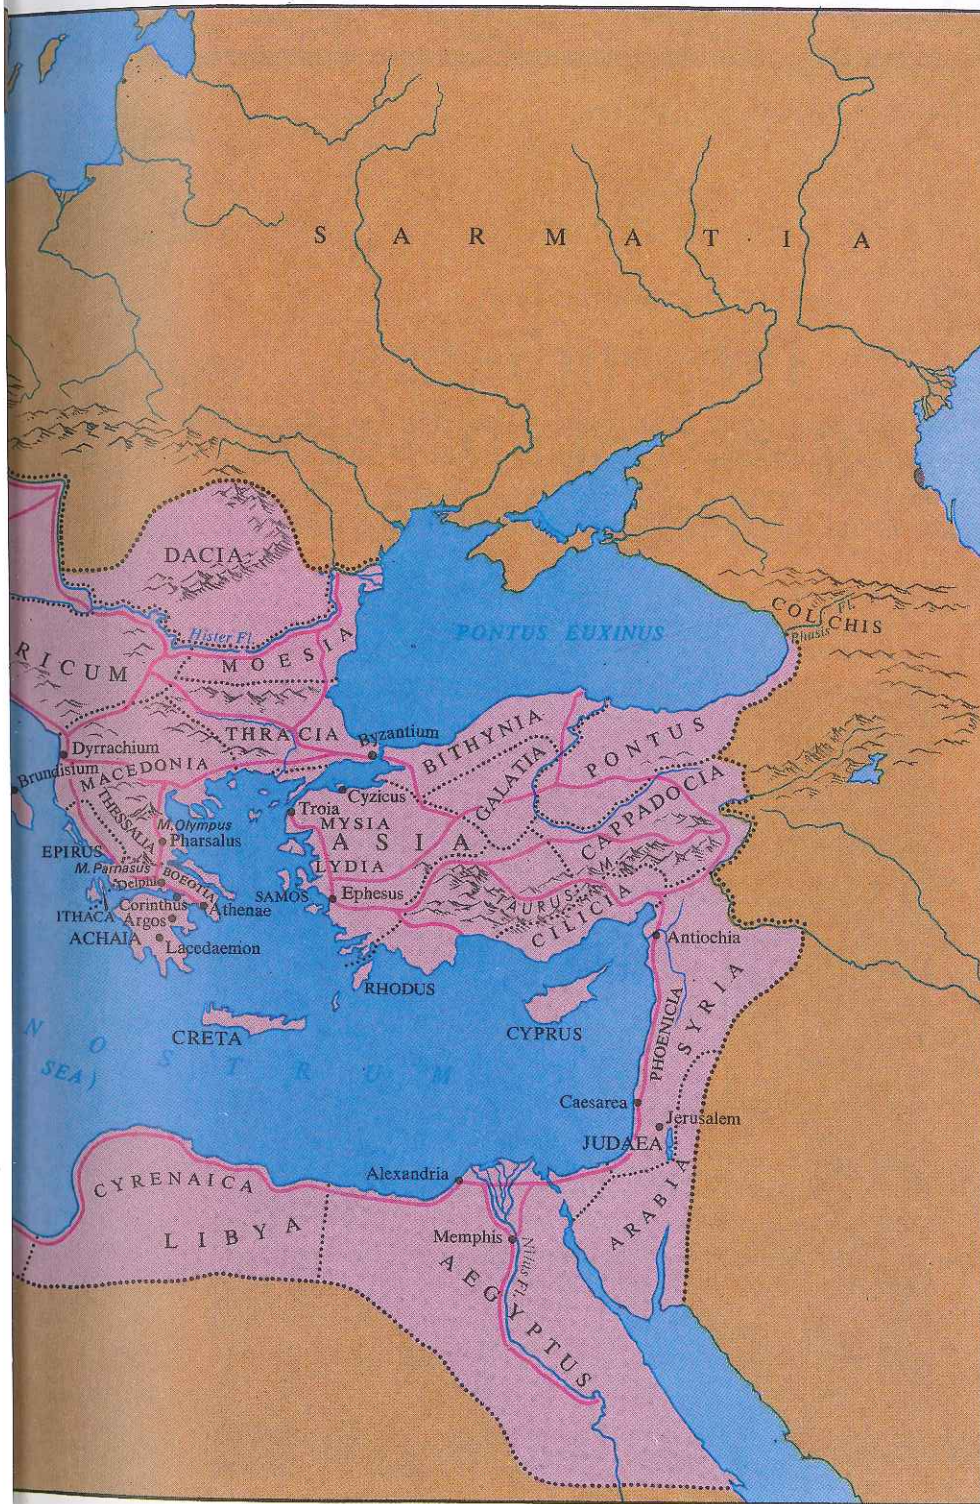 SARMATIA
DACIA
COLCHIS
Fl.
Phasis
Hister Fl.
PONTUS EUXINUS
RICUM
MOESIA
THRACIA
Byzantium
BITHYNIA
PONTUS
Dyrrachium
Brundisium
MACEDONIA
GALATIA
CAPPADOCIA
Cyzicus
Troia
MYSIA
ASIA
THESSALIA
M. Olympus
Pharsalus
EPIRUS
LYDIA
M. Parnasus
Delphi
BOEOTIA
SAMOS
Ephesus
TAURUS M.
CILICIA
Corinthus
Athenae
ITHACA
Argos
ACHAIA
Lacedaemon
Antiochia
RHODUS
CYPRUS
CRETA
SYRIA
PHOENICIA
NOSTRUM
SEA)
Caesarea
Jerusalem
JUDAEA
Alexandria
CYRENAICA
LIBYA
ARABIA
Memphis
Nilus Fl.
AEGYPTUS